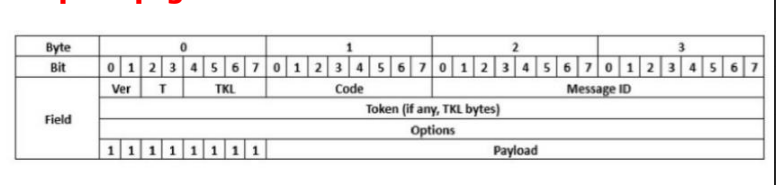 Byte 0 1 2 3
Bit 0 1 2 3 4 5 6 7 0 1 2 3 4 5 6 7 0 1 2 3 4 5 6 7 0 1 2 3 4 5 6 7
Ver T TKL Code Message ID
Token (if any, TKL bytes)
Field
Options
1 1 1 1 1 1 1 1 Payload